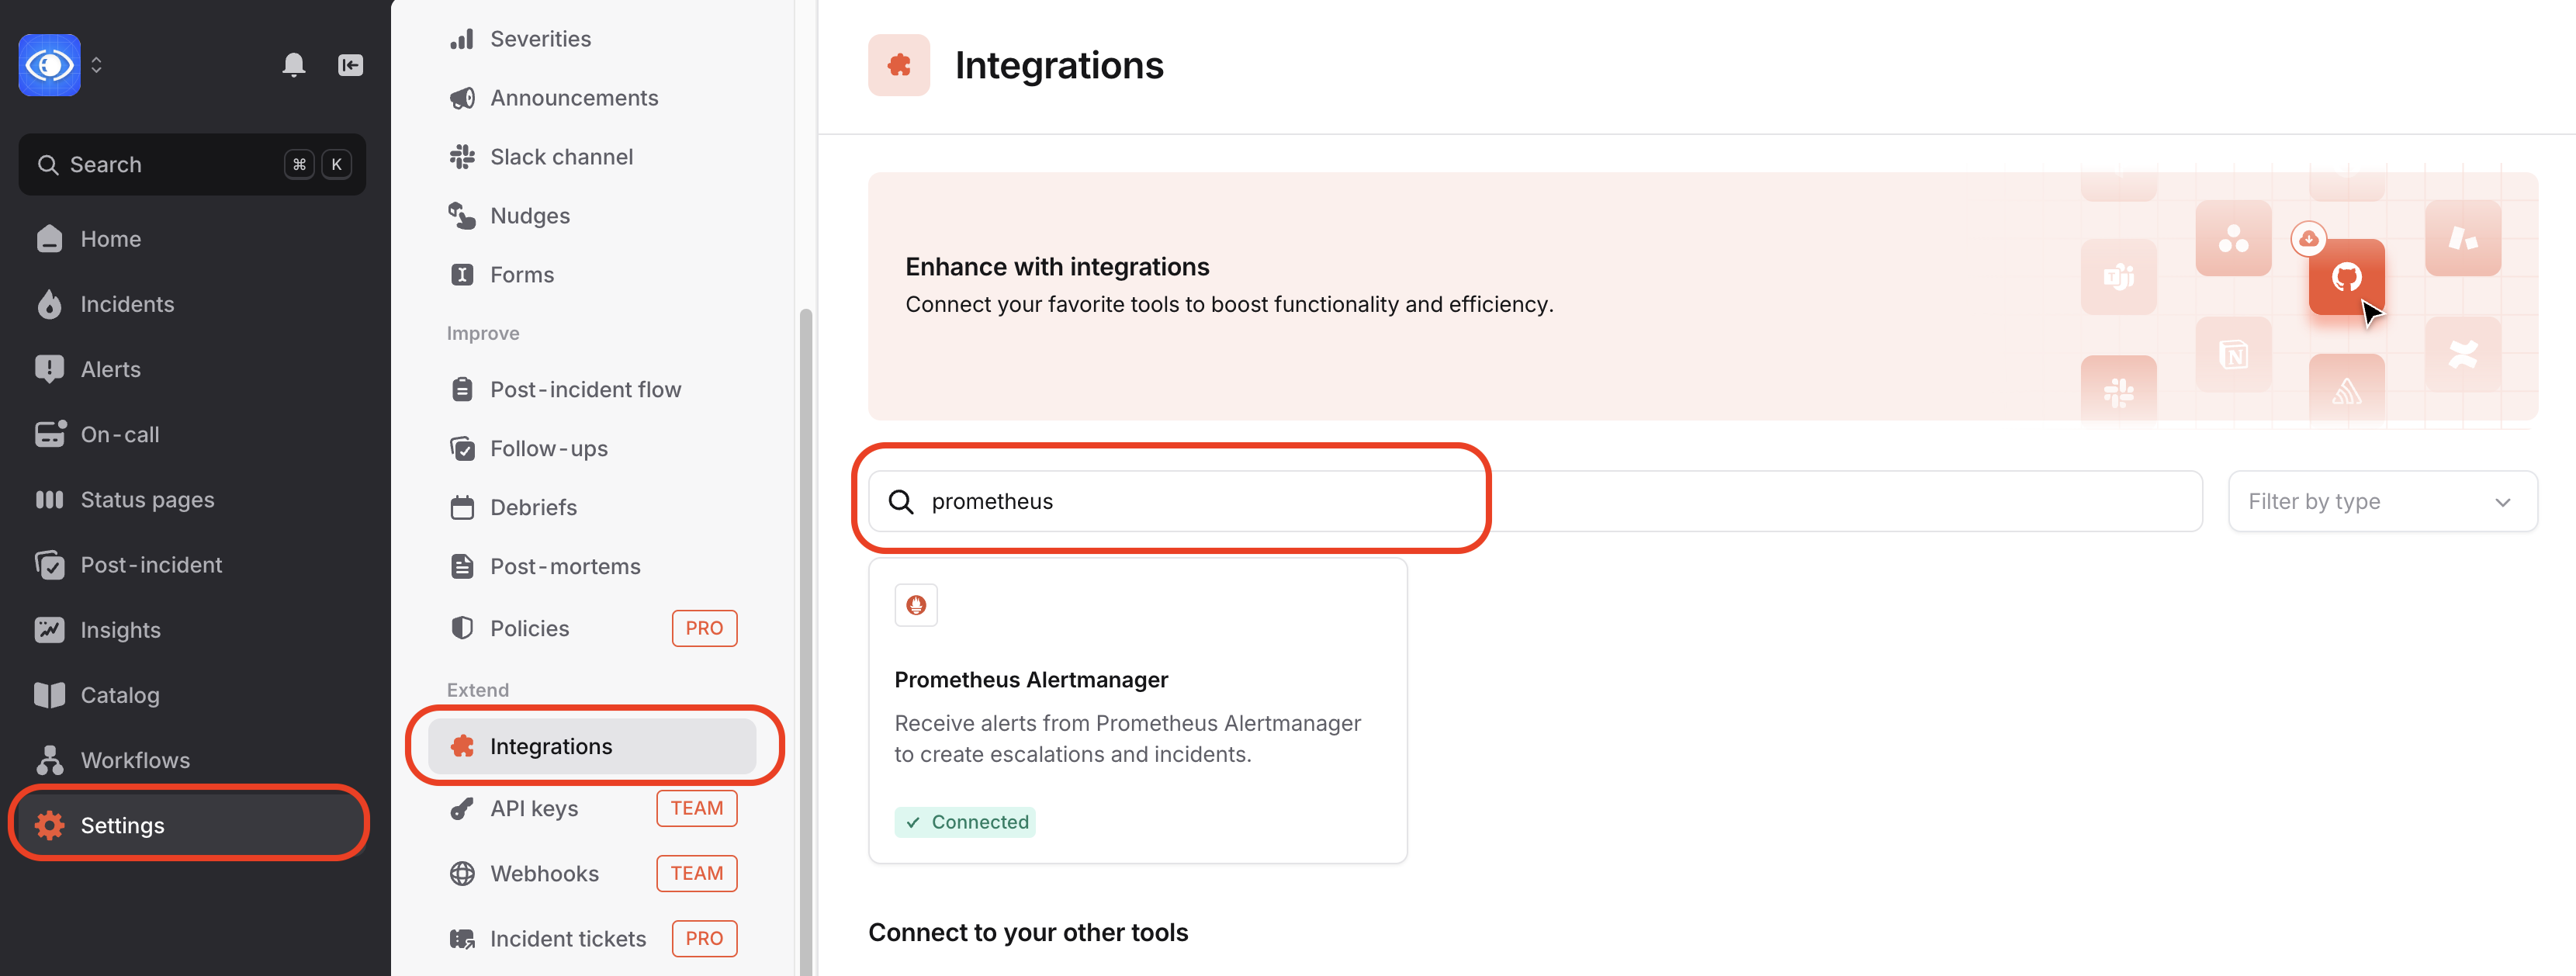 Search ⌘ K
Home
Incidents
Alerts
On-call
Status pages
Post-incident
Insights
Catalog
Workflows
Settings
Severities
Announcements
Slack channel
Nudges
Forms
Improve
Post-incident flow
Follow-ups
Debriefs
Post-mortems
Policies PRO
Extend
Integrations
API keys TEAM
Webhooks TEAM
Incident tickets PRO
Integrations
Enhance with integrations
Connect your favorite tools to boost functionality and efficiency.
prometheus
Filter by type
Prometheus Alertmanager
Receive alerts from Prometheus Alertmanager
to create escalations and incidents.
Connected
Connect to your other tools